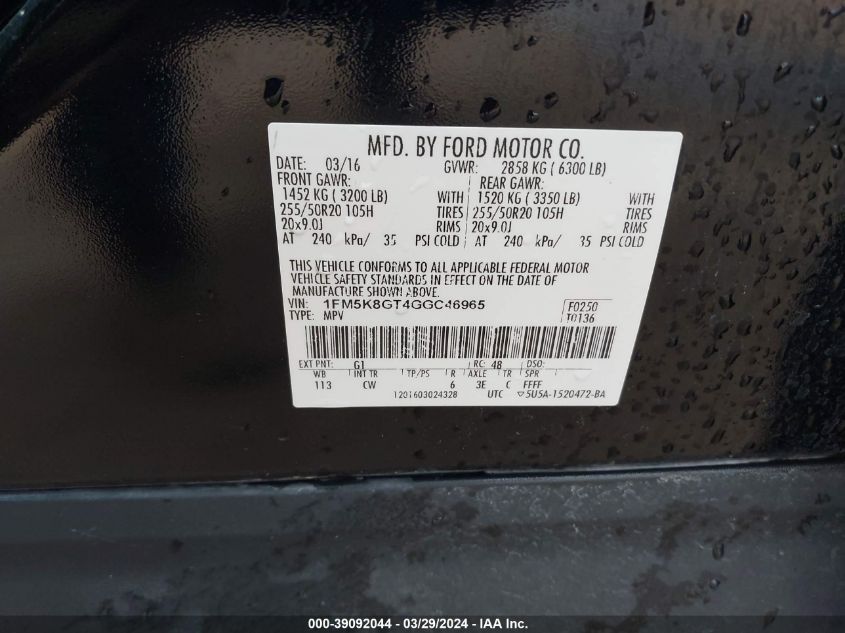 MFD. BY FORD MOTOR CO.
DATE: 03/16 GVWR: 2858 KG ( 6300 LB)
FRONT GAWR: REAR GAWR:
1452 KG ( 3200 LB) WITH 1520 KG ( 3350 LB) WITH
255/50R20 105H TIRES 255/50R20 105H TIRES
20x9.0J RIMS 20x9.0J RIMS
AT 240 kPa/ 35 PSI COLD AT 240 kPa/ 35 PSI COLD
THIS VEHICLE CONFORMS TO ALL APPLICABLE FEDERAL MOTOR
VEHICLE SAFETY STANDARDS IN EFFECT ON THE DATE OF
MANUFACTURE SHOWN ABOVE.
VIN: 1FM5K8GT4GGC46965 F0250
TYPE: MPV T0136
EXT PNT: G1 RC: 48 DSO:
WB INT TR TP/PS R AXLE TR SPR
113 CW 6 3E C FFFF
1201603024328 UTC ▽5U5A-1520472-BA
000-39092044 — 03/29/2024 - IAA Inc.